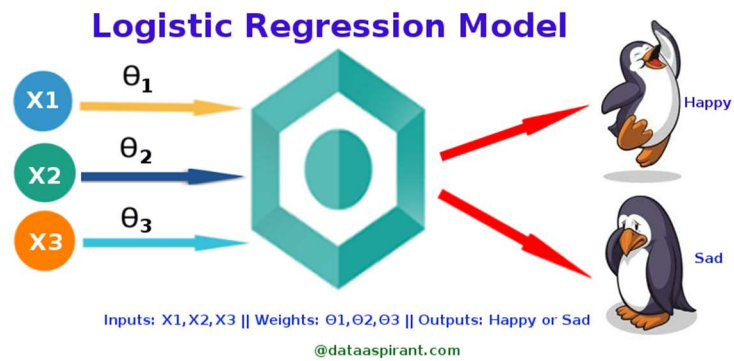 Logistic Regression Model
X1
Θ1
Happy
X2
Θ2
X3
Θ3
Sad
Inputs: X1,X2,X3 || Weights: Θ1,Θ2,Θ3 || Outputs: Happy or Sad
@dataaspirant.com